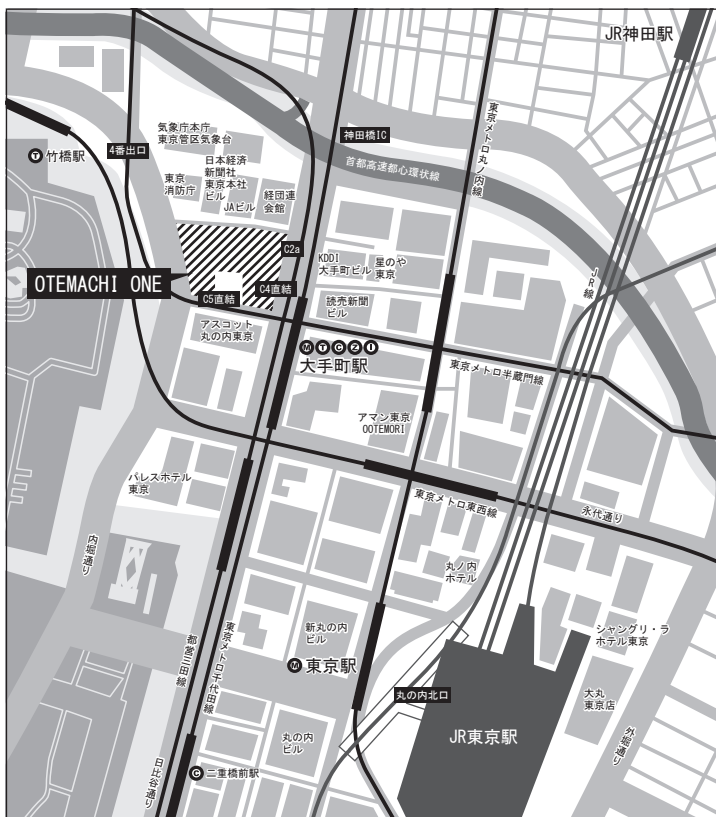 JR神田駅
神田橋IC
東京メトロ丸ノ内線
気象庁本庁
東京管区気象台
4番出口
T 竹橋駅
日本経済
新聞社
東京本社
ビル
東京
消防庁
JAビル
経団連
会館
首都高速都心環状線
C2a
KDDI
大手町ビル
星のや
東京
JR線
OTEMACHI ONE
C4直結
C5直結
読売新聞
ビル
アスコット
丸の内東京
M T C Z I
大手町駅
東京メトロ半蔵門線
アマン東京
OOTEMORI
パレスホテル
東京
東京メトロ東西線
永代通り
内堀通り
丸ノ内
ホテル
都営三田線
東京メトロ千代田線
新丸の内
ビル
シャングリ・ラ
ホテル東京
M 東京駅
丸の内北口
大丸
東京店
外堀通り
JR東京駅
丸の内
ビル
日比谷通り
C 二重橋前駅